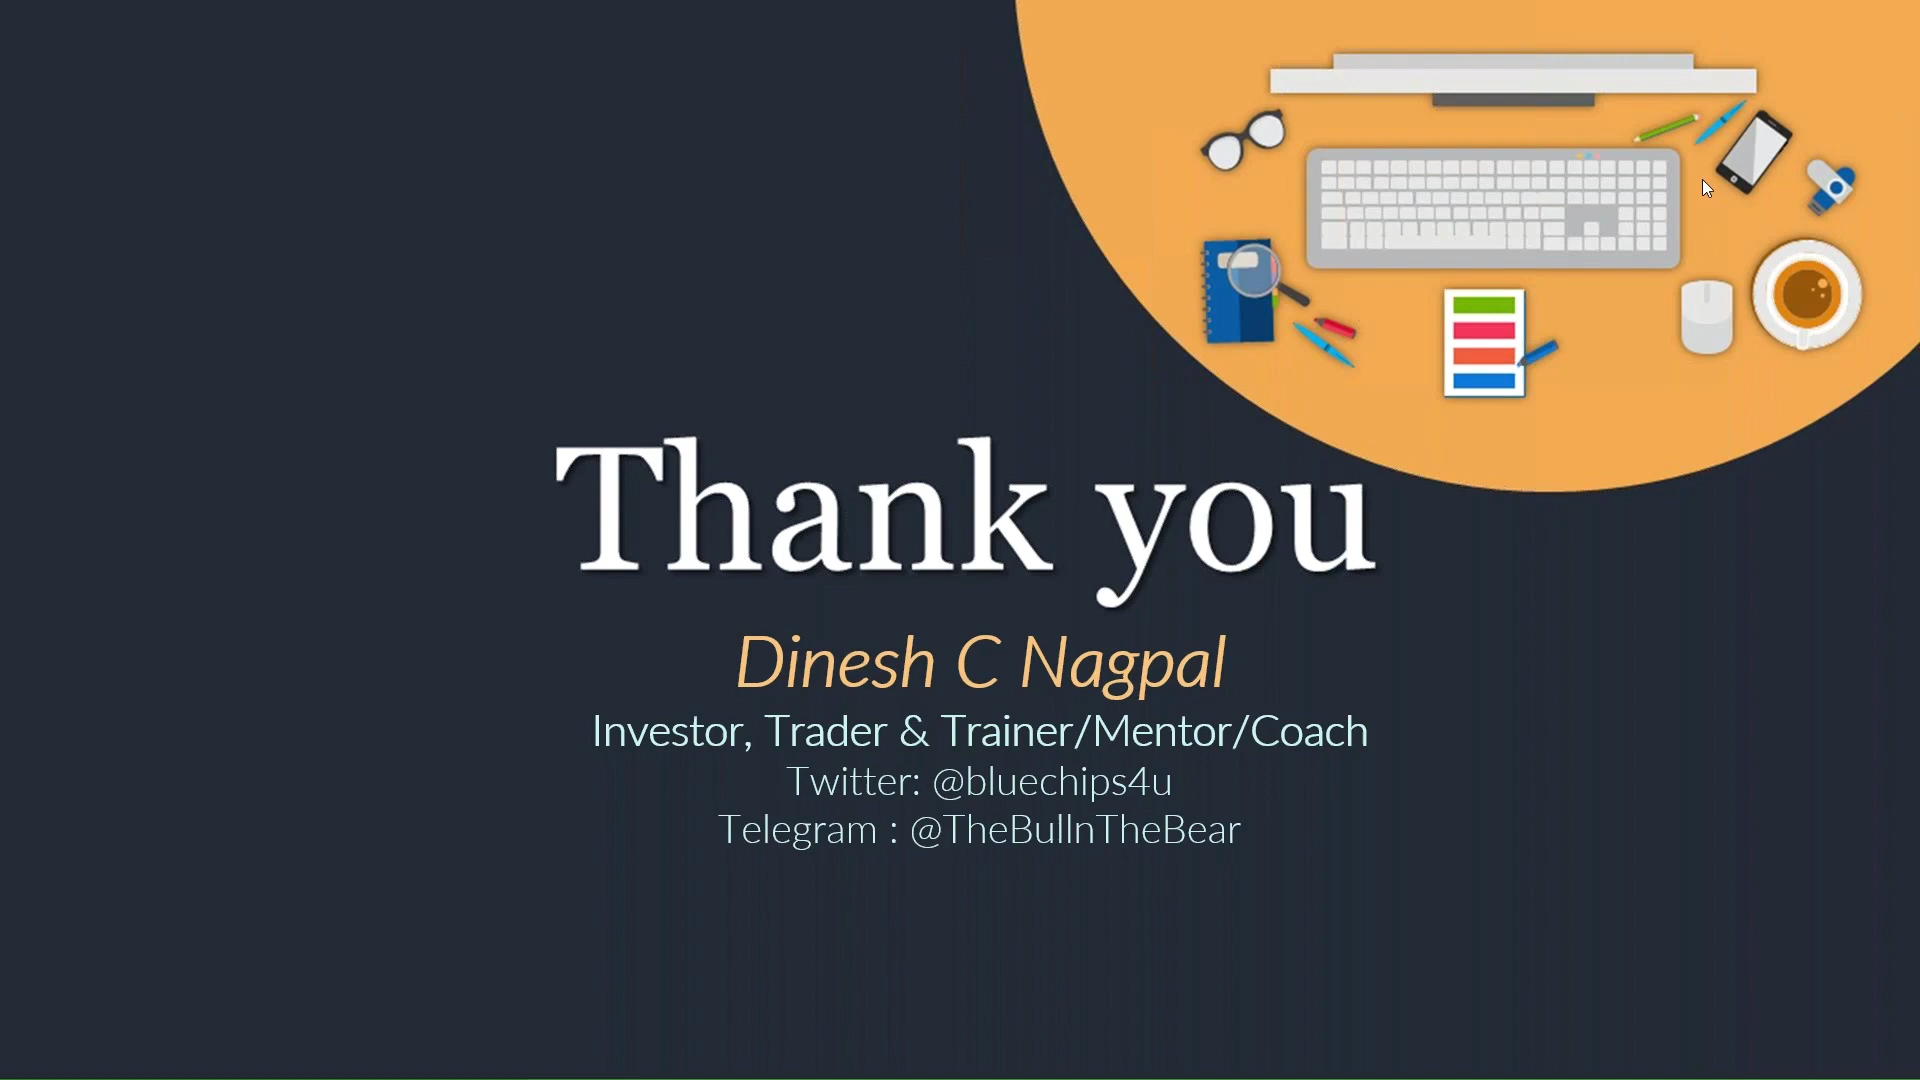 Thank you
Dinesh C Nagpal
Investor, Trader & Trainer/Mentor/Coach
Twitter: @bluechips4u
Telegram : @TheBullnTheBear